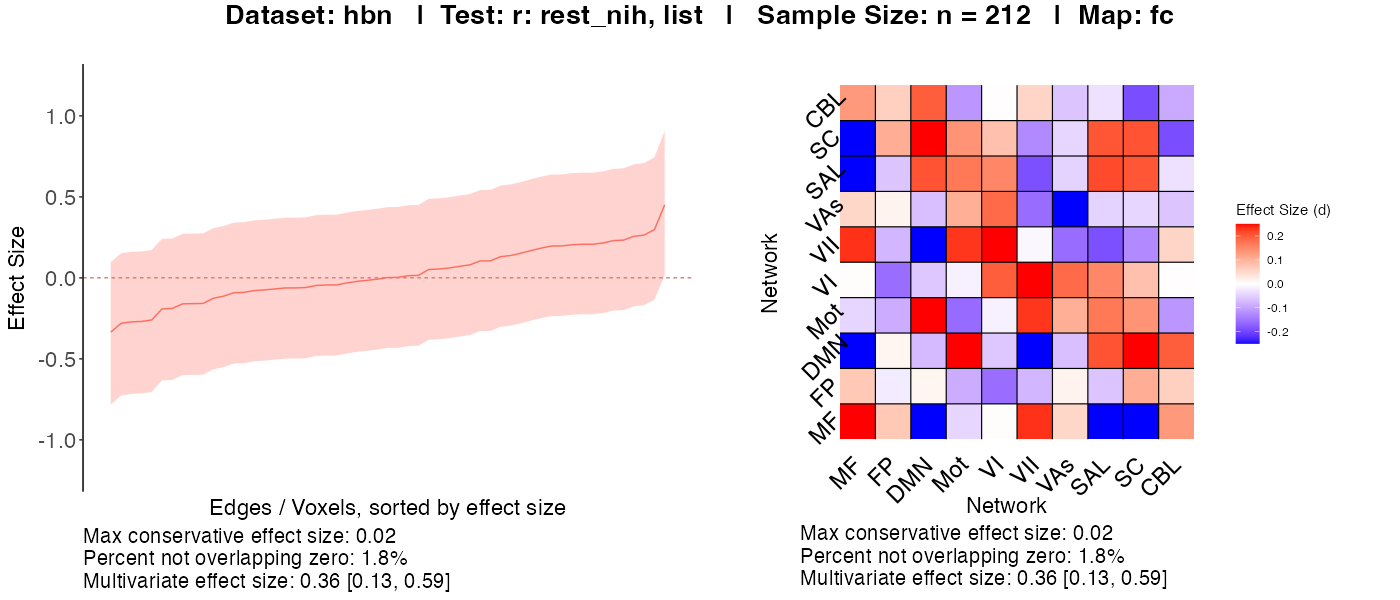 Dataset: hbn | Test: r: rest_nih, list | Sample Size: n = 212 | Map: fc
Effect Size
1.0
0.5
0.0
-0.5
-1.0
Edges / Voxels, sorted by effect size
Max conservative effect size: 0.02
Percent not overlapping zero: 1.8%
Multivariate effect size: 0.36 [0.13, 0.59]
Network
CBL
SC
SAL
VAs
VII
VI
Mot
DMN
FP
MF
MF FP DMN Mot VI VII VAs SAL SC CBL
Network
Max conservative effect size: 0.02
Percent not overlapping zero: 1.8%
Multivariate effect size: 0.36 [0.13, 0.59]
Effect Size (d)
0.2
0.1
0.0
-0.1
-0.2